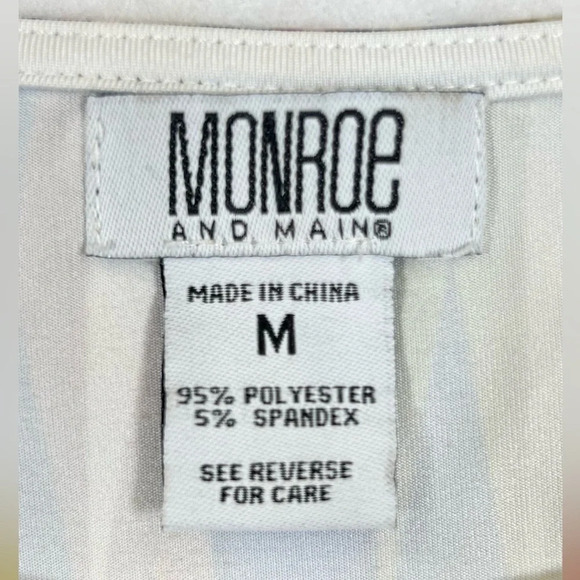 MONROe
AND MAIN®
MADE IN CHINA
M
95% POLYESTER
5% SPANDEX
SEE REVERSE
FOR CARE